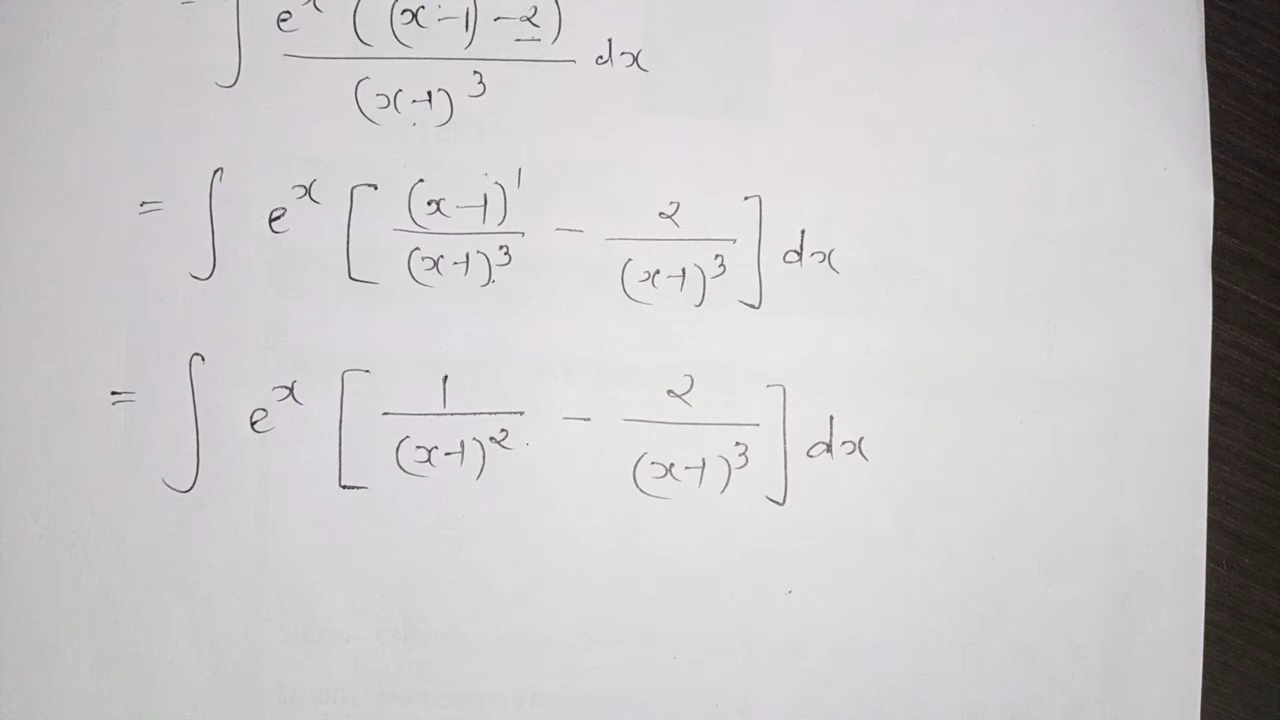 = ∫ e^x ((x-1)-2) / (x-1)^3 dx
= ∫ e^x [ (x-1)^1 / (x-1)^3 - 2 / (x-1)^3 ] dx
= ∫ e^x [ 1 / (x-1)^2 - 2 / (x-1)^3 ] dx